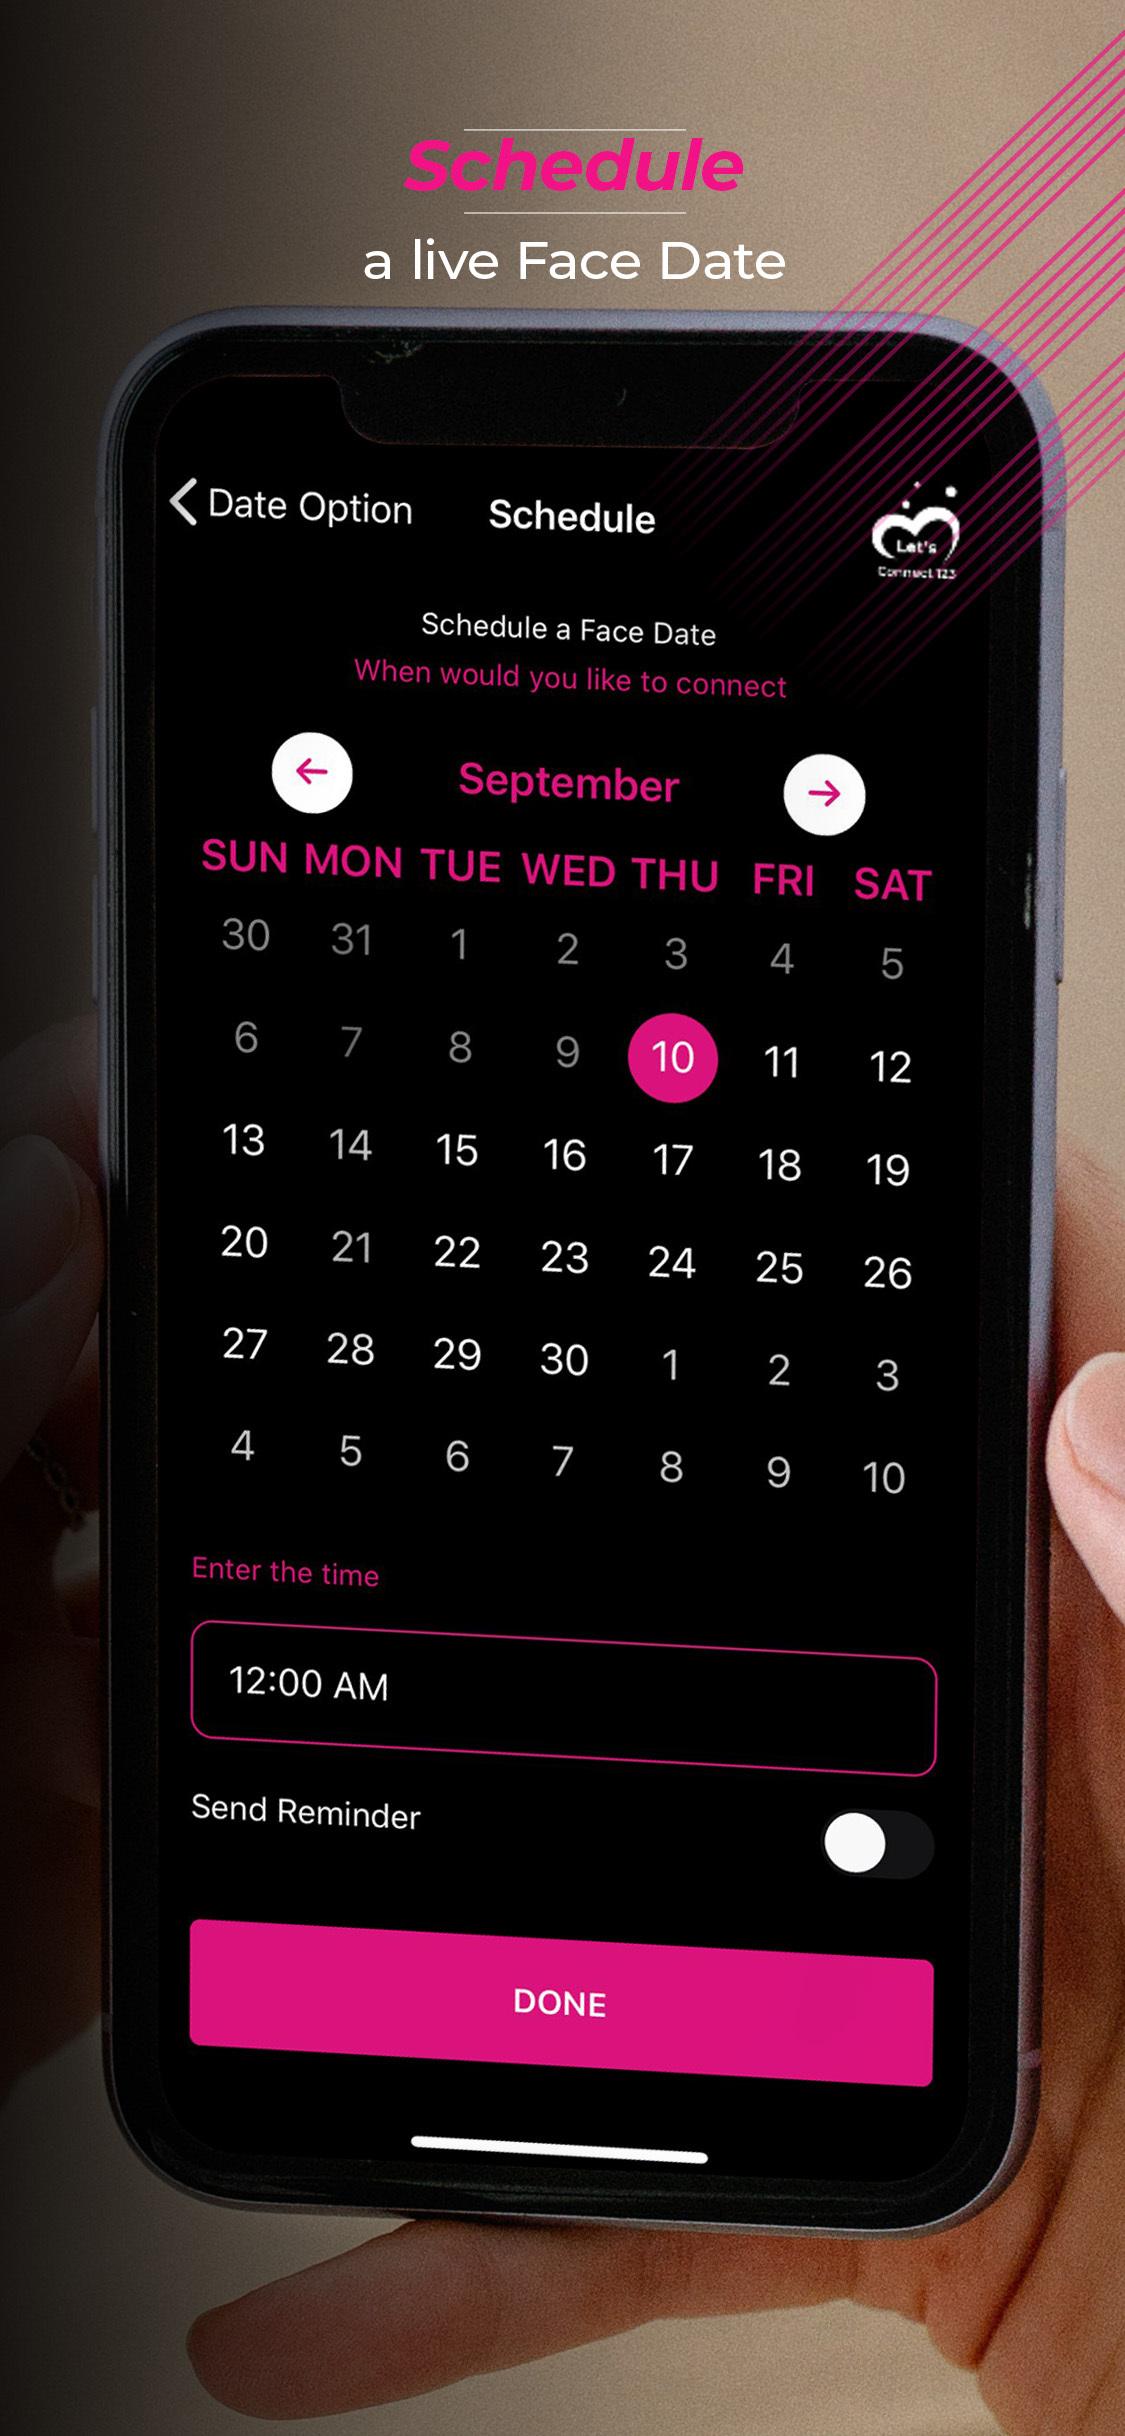 Schedule
a live Face Date
Date Option
Schedule
Let's
Connect 123
Schedule a Face Date
When would you like to connect
September
SUN MON TUE WED THU FRI SAT
30 31 1 2 3 4 5
6 7 8 9 10 11 12
13 14 15 16 17 18 19
20 21 22 23 24 25 26
27 28 29 30 1 2 3
4 5 6 7 8 9 10
Enter the time
12:00 AM
Send Reminder
DONE